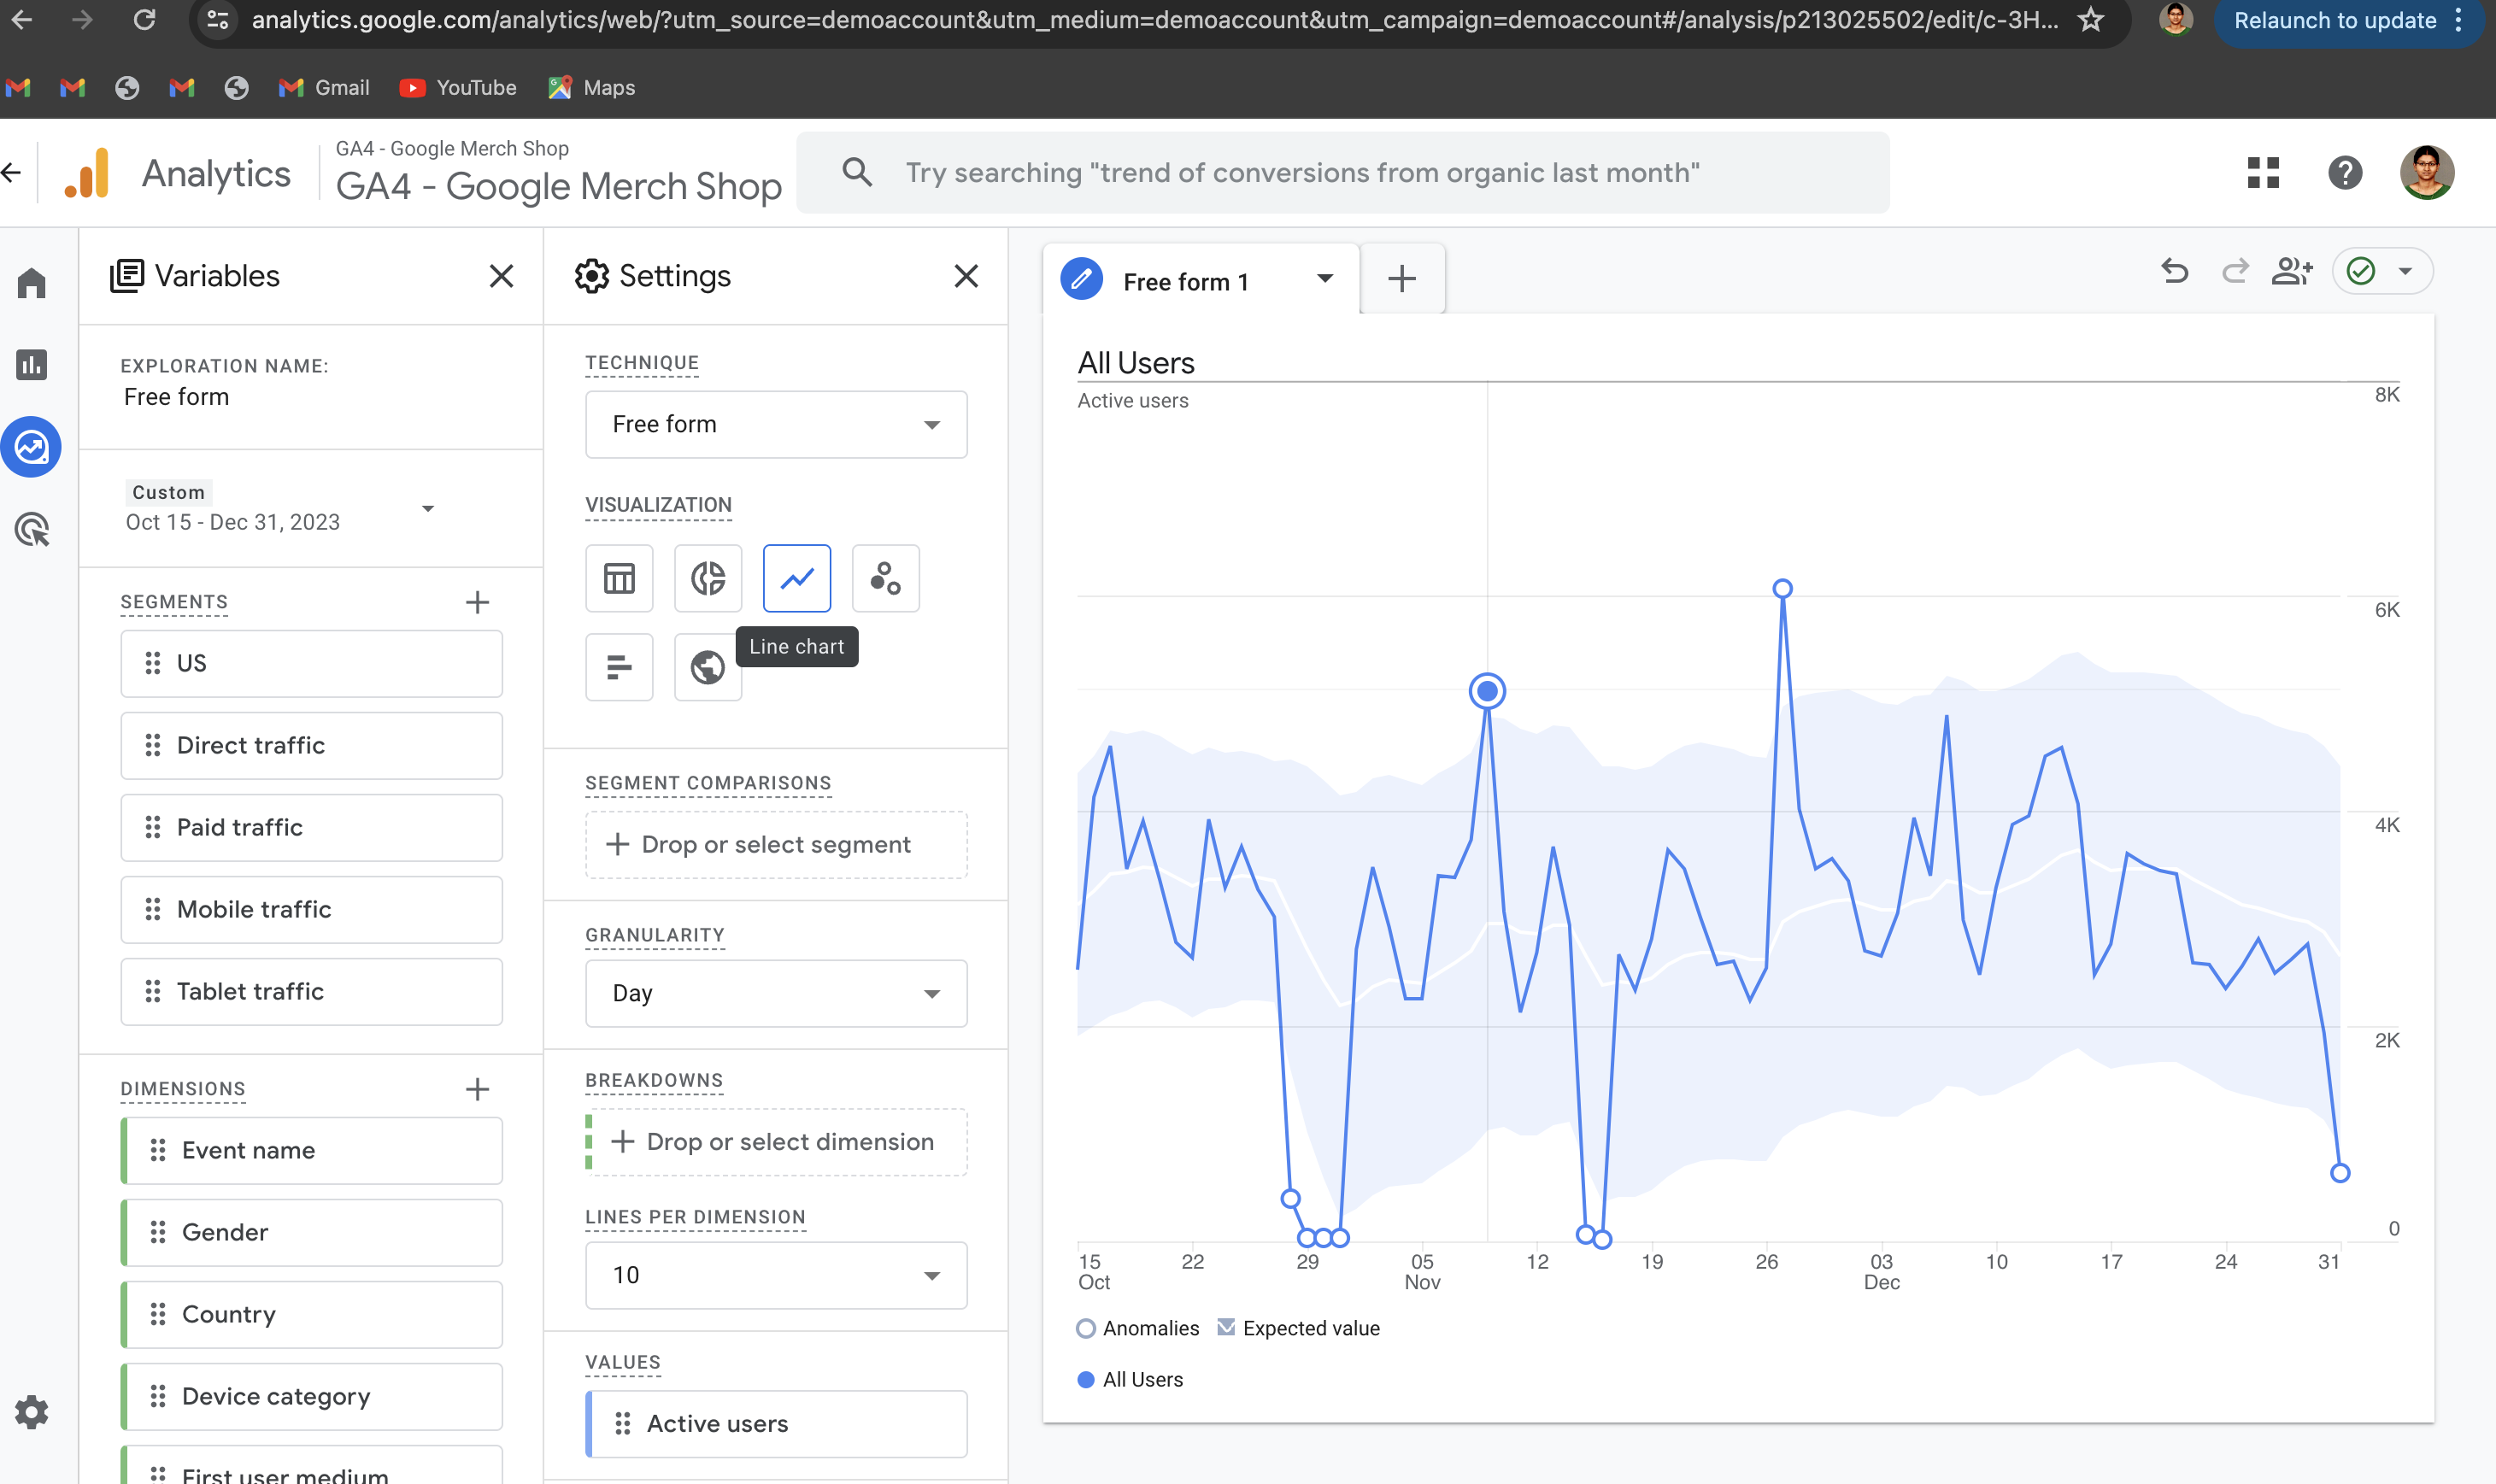 analytics.google.com/analytics/web/?utm_source=demoaccount&utm_medium=demoaccount&utm_campaign=demoaccount#/analysis/p213025502/edit/c-3H...
Relaunch to update
Gmail
YouTube
Maps
Analytics
GA4 - Google Merch Shop
GA4 - Google Merch Shop
Try searching "trend of conversions from organic last month"
Variables
EXPLORATION NAME:
Free form
Custom
Oct 15 - Dec 31, 2023
SEGMENTS
US
Direct traffic
Paid traffic
Mobile traffic
Tablet traffic
DIMENSIONS
Event name
Gender
Country
Device category
First user medium
Settings
TECHNIQUE
Free form
VISUALIZATION
Line chart
SEGMENT COMPARISONS
Drop or select segment
GRANULARITY
Day
BREAKDOWNS
Drop or select dimension
LINES PER DIMENSION
10
VALUES
Active users
Free form 1
All Users
Active users
8K
6K
4K
2K
0
15 22 29 05 12 19 26 03 10 17 24 31
Oct Nov Dec
Anomalies Expected value
All Users